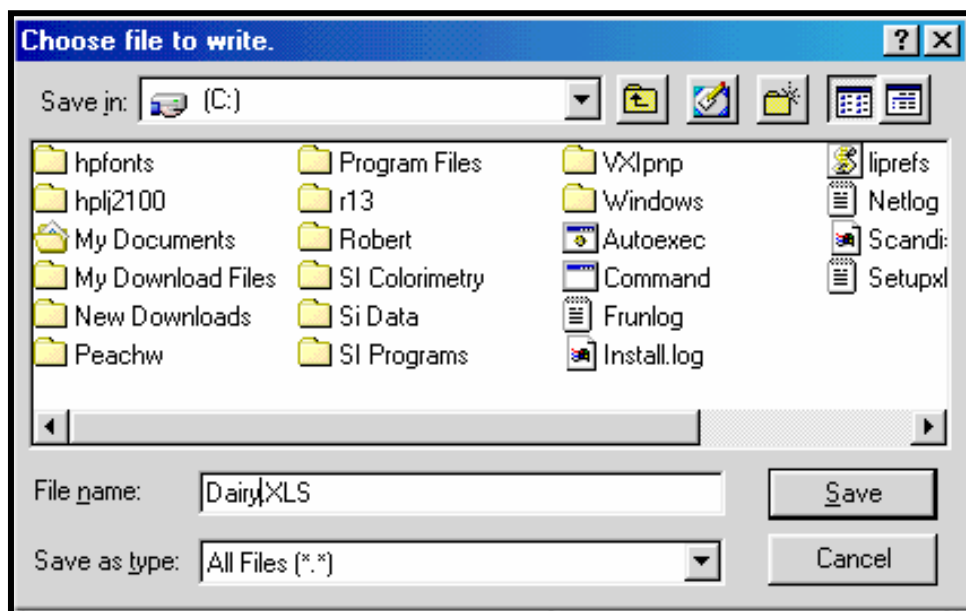 Choose file to write.
Save in: (C:)
hpfonts Program Files VXIpnp liprefs
hplj2100 r13 Windows Netlog
My Documents Robert Autoexec Scandi
My Download Files SI Colorimetry Command Setupxl
New Downloads Si Data Frunlog
Peachw SI Programs Install.log
File name: Dairy.XLS Save
Save as type: All Files (*.*) Cancel